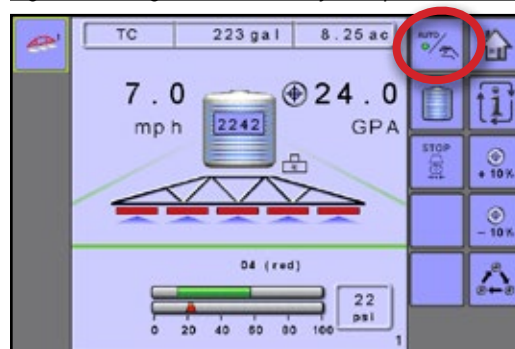 TC 223 gal 8.25 ac
AUTO
7.0 24.0
mph 2242 GPA
STOP
+ 10%
- 10%
04 (red)
22
psi
0 20 40 60 80 100
1